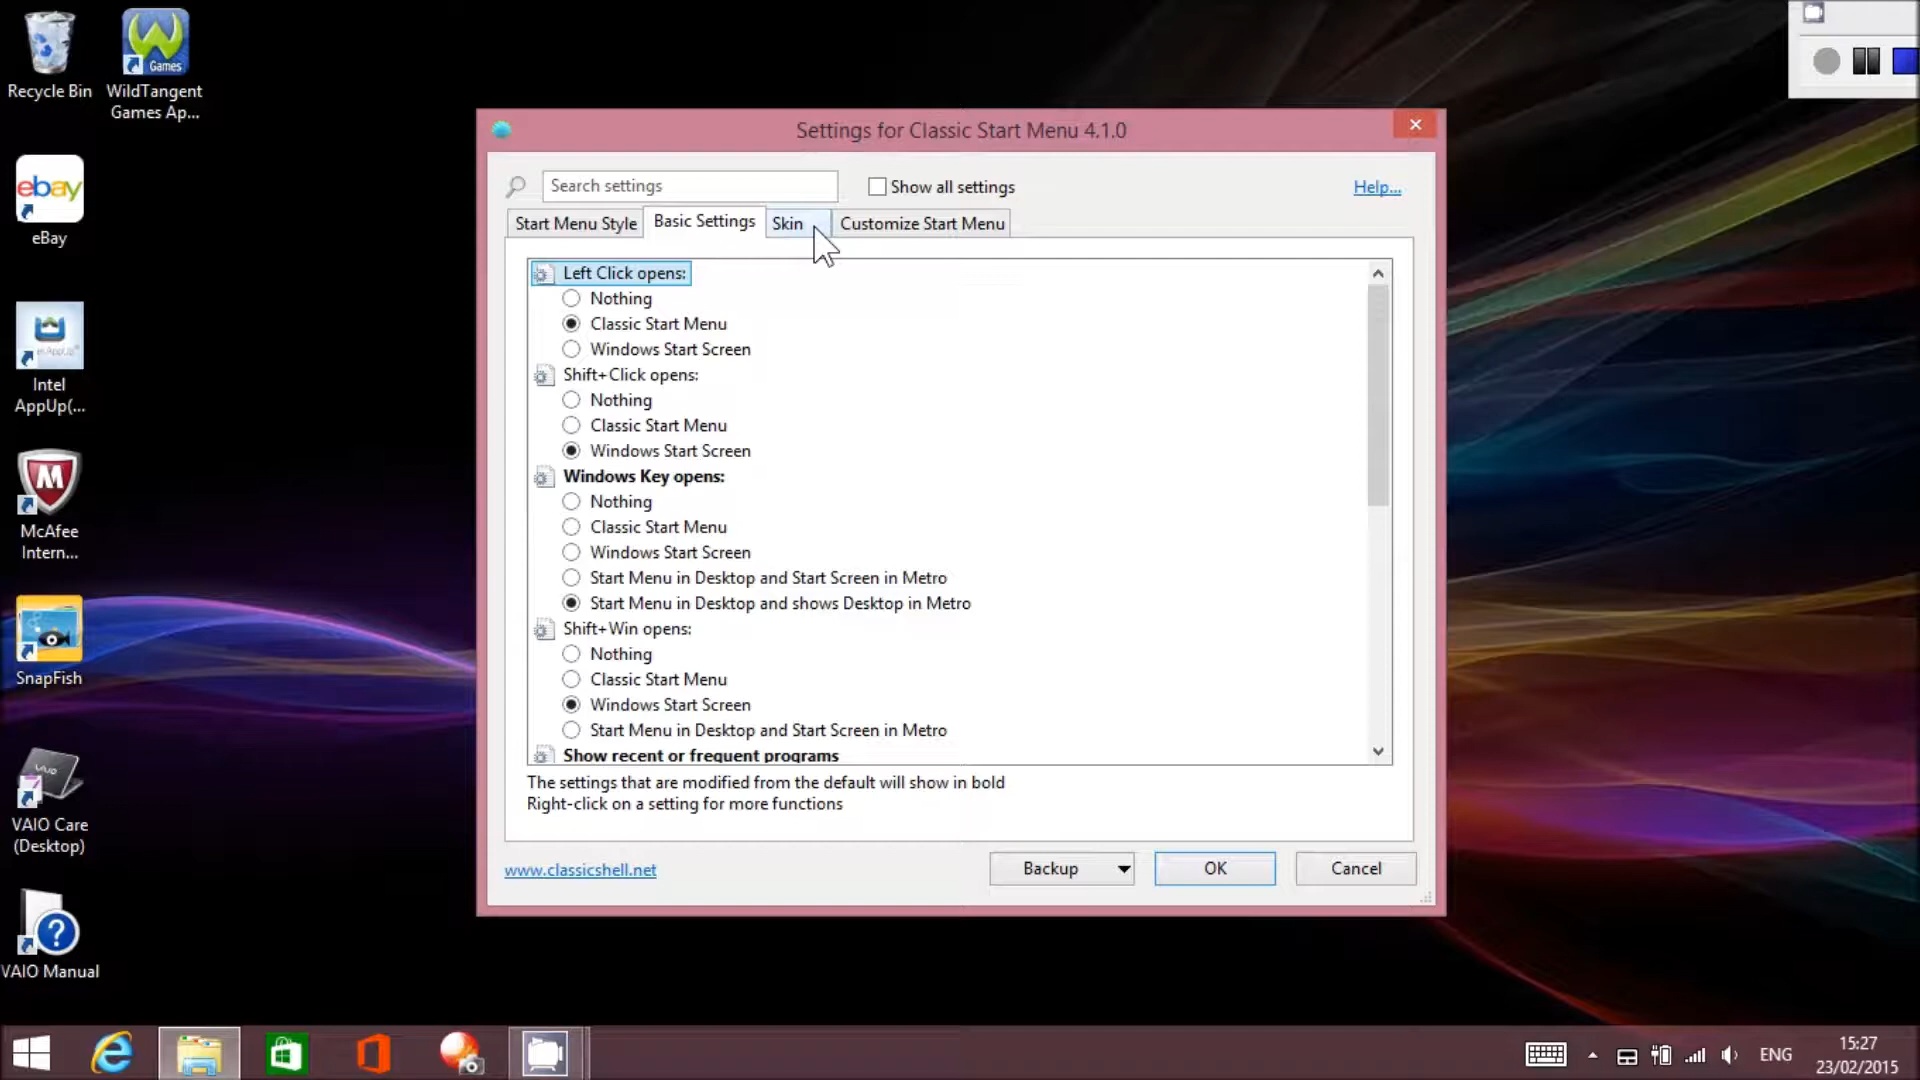 Recycle Bin
WildTangent
Games Ap...
Games
ebay
eBay
Intel
AppUp(...
McAfee
Intern...
SnapFish
VAIO
VAIO Care
(Desktop)
VAIO Manual
Settings for Classic Start Menu 4.1.0
Search settings
Show all settings
Help...
Start Menu Style
Basic Settings
Skin
Customize Start Menu
Left Click opens:
Nothing
Classic Start Menu
Windows Start Screen
Shift+Click opens:
Nothing
Classic Start Menu
Windows Start Screen
Windows Key opens:
Nothing
Classic Start Menu
Windows Start Screen
Start Menu in Desktop and Start Screen in Metro
Start Menu in Desktop and shows Desktop in Metro
Shift+Win opens:
Nothing
Classic Start Menu
Windows Start Screen
Start Menu in Desktop and Start Screen in Metro
Show recent or frequent programs
The settings that are modified from the default will show in bold
Right-click on a setting for more functions
www.classicshell.net
Backup
OK
Cancel
ENG
15:27
23/02/2015